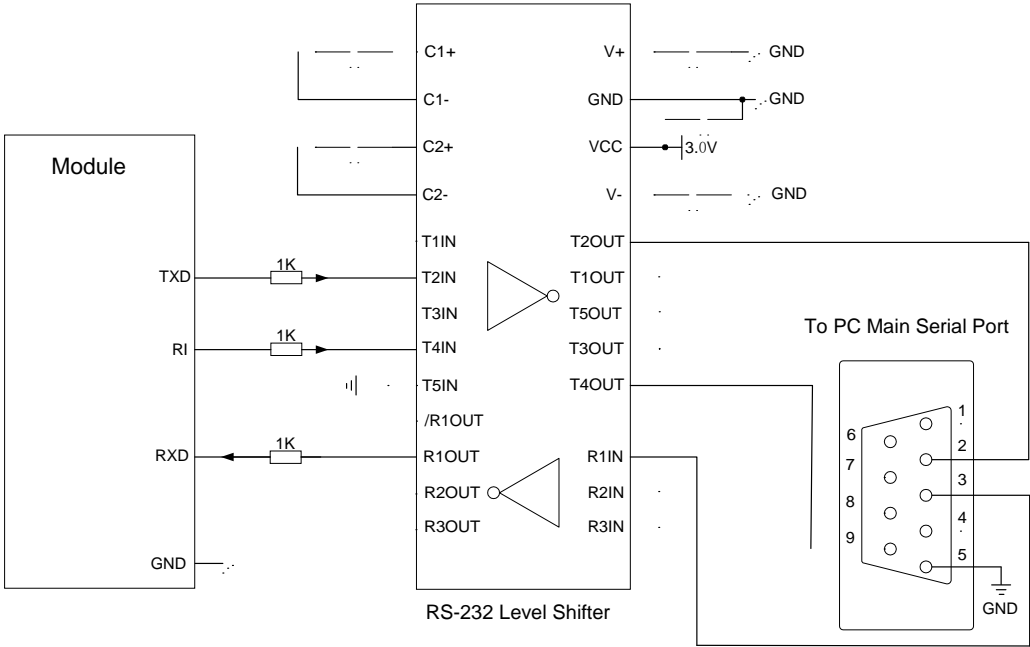 Module
TXD
RI
RXD
GND
1K
1K
1K
C1+
C1-
C2+
C2-
T1IN
T2IN
T3IN
T4IN
T5IN
/R1OUT
R1OUT
R2OUT
R3OUT
V+
GND
VCC
V-
T2OUT
T1OUT
T5OUT
T3OUT
T4OUT
R1IN
R2IN
R3IN
GND
GND
3.0V
GND
RS-232 Level Shifter
To PC Main Serial Port
6
7
8
9
1
2
3
4
5
GND